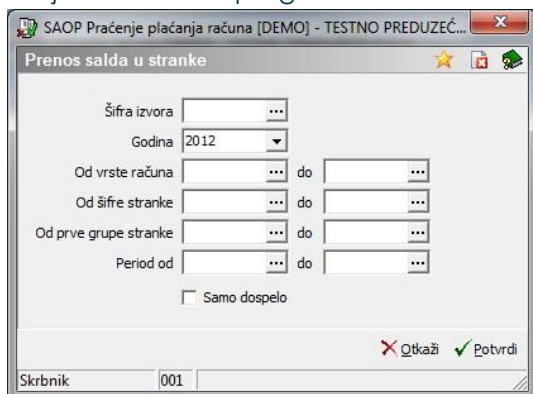 SAOP Praćenje plaćanja računa [DEMO] - TESTNO PREDUZEĆ...
Prenos salda u stranke
Šifra izvora ...
Godina 2012
Od vrste računa ... do ...
Od šifre stranke ... do ...
Od prve grupe stranke ... do ...
Period od ... do ...
Samo dospelo
Otkaži Potvrdi
Skrbnik 001